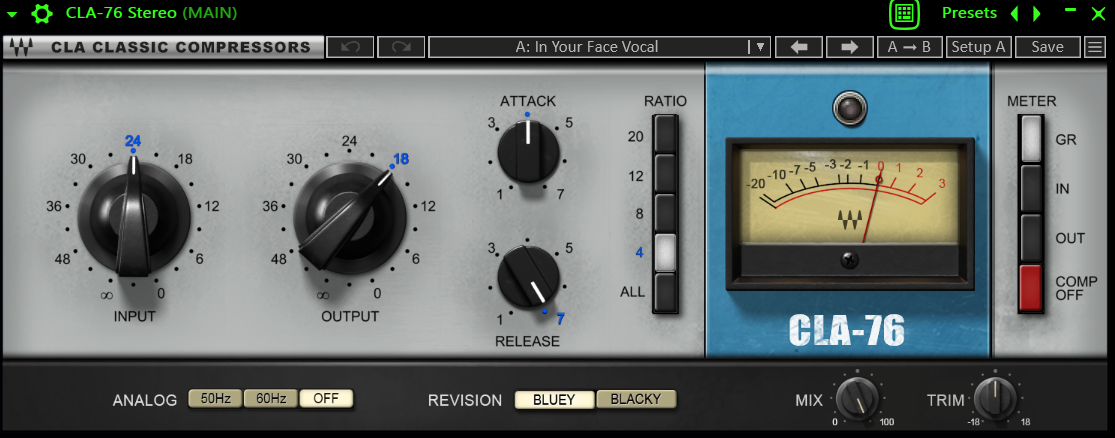 CLA-76 Stereo (MAIN)
Presets
CLA CLASSIC COMPRESSORS
A: In Your Face Vocal
A → B
Setup A
Save
24
30
18
36
12
48
6
∞
0
INPUT
24
30
18
36
12
48
6
∞
0
OUTPUT
ATTACK
3
5
1
7
3
5
1
7
RELEASE
RATIO
20
12
8
4
ALL
-20 -10 -7 -5 -3 -2 -1 0 1 2 3
CLA-76
METER
GR
IN
OUT
COMP
OFF
ANALOG 50Hz 60Hz OFF
REVISION BLUEY BLACKY
MIX
0 100
TRIM
-18 18